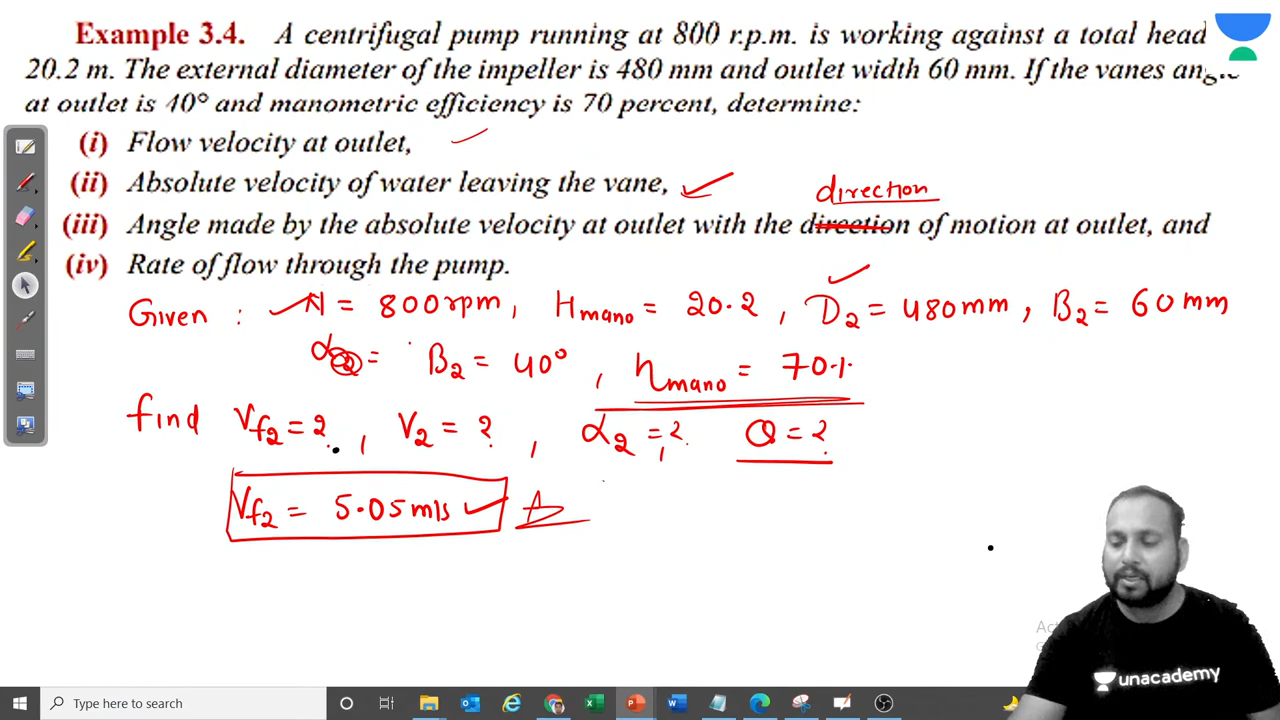 Example 3.4. A centrifugal pump running at 800 r.p.m. is working against a total head
20.2 m. The external diameter of the impeller is 480 mm and outlet width 60 mm. If the vanes angle
at outlet is 40° and manometric efficiency is 70 percent, determine:
(i) Flow velocity at outlet,
(ii) Absolute velocity of water leaving the vane,
direction
(iii) Angle made by the absolute velocity at outlet with the direction of motion at outlet, and
(iv) Rate of flow through the pump.
Given : N = 800 rpm, Hmano = 20.2 , D2 = 480mm , B2 = 60mm
α2 = B2 = 40° , ηmano = 70%
find Vf2 = ? , V2 = ? , α2 = ? , Q = ?
Vf2 = 5.05 m/s
unacademy
Type here to search